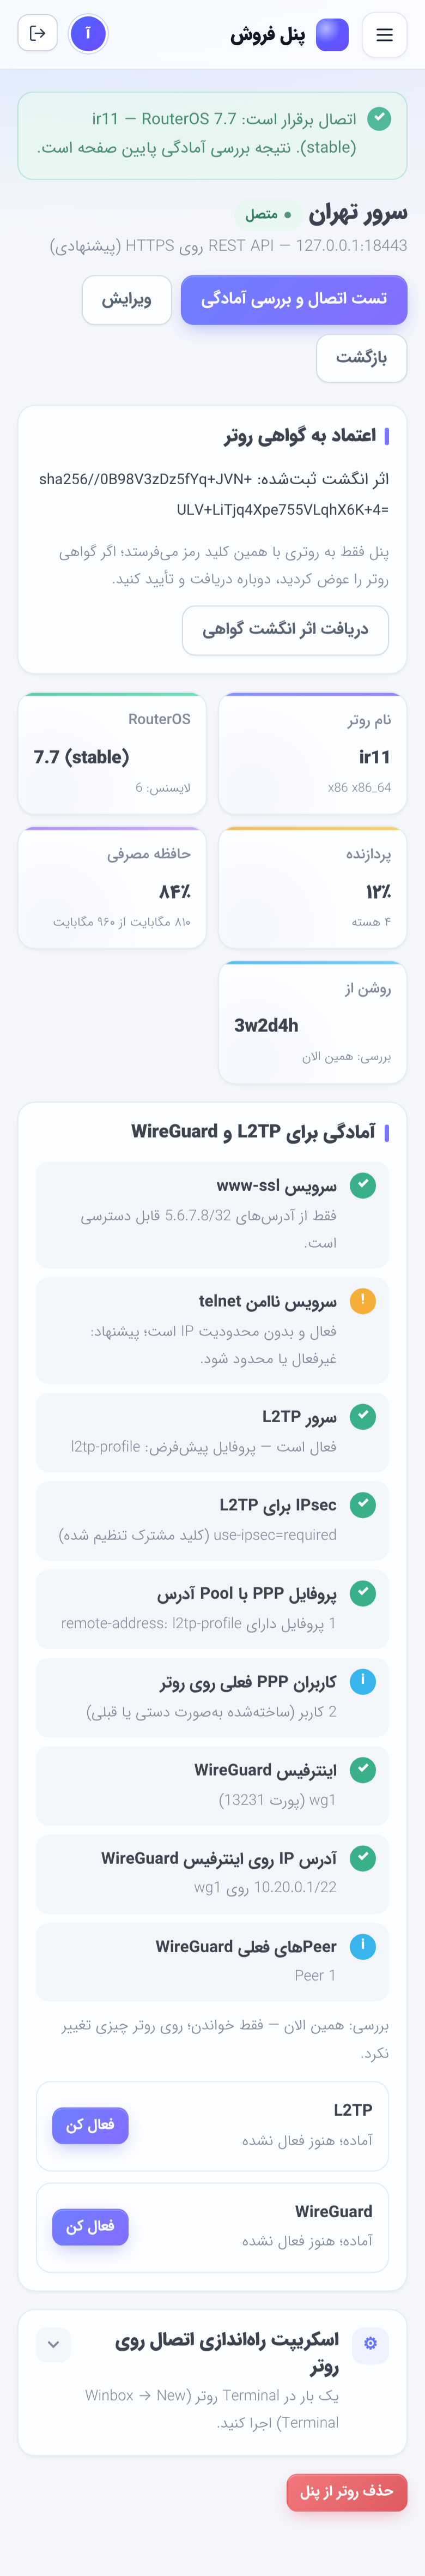 پنل فروش
آ
اتصال برقرار است: ir11 — RouterOS 7.7
(stable). نتیجه بررسی آمادگی پایین صفحه است.
سرور تهران
متصل
REST API — 127.0.0.1:18443 روی HTTPS (پیشنهادی)
تست اتصال و بررسی آمادگی
ویرایش
بازگشت
اعتماد به گواهی روتر
اثر انگشت ثبت‌شده: sha256//0B98V3zDz5fYq+JVN+
ULV+LiTjq4Xpe755VLqhX6K+4=
پنل فقط به روتری با همین کلید رمز می‌فرستد؛ اگر گواهی
روتر را عوض کردید، دوباره دریافت و تأیید کنید.
دریافت اثر انگشت گواهی
نام روتر
ir11
x86 x86_64
RouterOS
7.7 (stable)
لایسنس: 6
پردازنده
۱۲٪
۴ هسته
حافظه مصرفی
۸۴٪
۸۱۰ مگابایت از ۹۶۰ مگابایت
روشن از
3w2d4h
بررسی: همین الان
آمادگی برای L2TP و WireGuard
سرویس www-ssl
فقط از آدرس‌های 5.6.7.8/32 قابل دسترسی
است.
سرویس ناامن telnet
فعال و بدون محدودیت IP است؛ پیشنهاد:
غیرفعال یا محدود شود.
سرور L2TP
فعال است — پروفایل پیش‌فرض: l2tp-profile
IPsec برای L2TP
use-ipsec=required (کلید مشترک تنظیم شده)
پروفایل PPP با Pool آدرس
1 پروفایل دارای remote-address: l2tp-profile
کاربران PPP فعلی روی روتر
2 کاربر (ساخته‌شده به‌صورت دستی یا قبلی)
اینترفیس WireGuard
wg1 (پورت 13231)
آدرس IP روی اینترفیس WireGuard
10.20.0.1/22 روی wg1
Peerهای فعلی WireGuard
1 Peer
بررسی: همین الان — فقط خواندن؛ روی روتر چیزی تغییر
نکرد.
L2TP
آماده؛ هنوز فعال نشده
فعال کن
WireGuard
آماده؛ هنوز فعال نشده
فعال کن
اسکریپت راه‌اندازی اتصال روی
روتر
یک بار در Terminal روتر (Winbox → New
Terminal) اجرا کنید.
حذف روتر از پنل